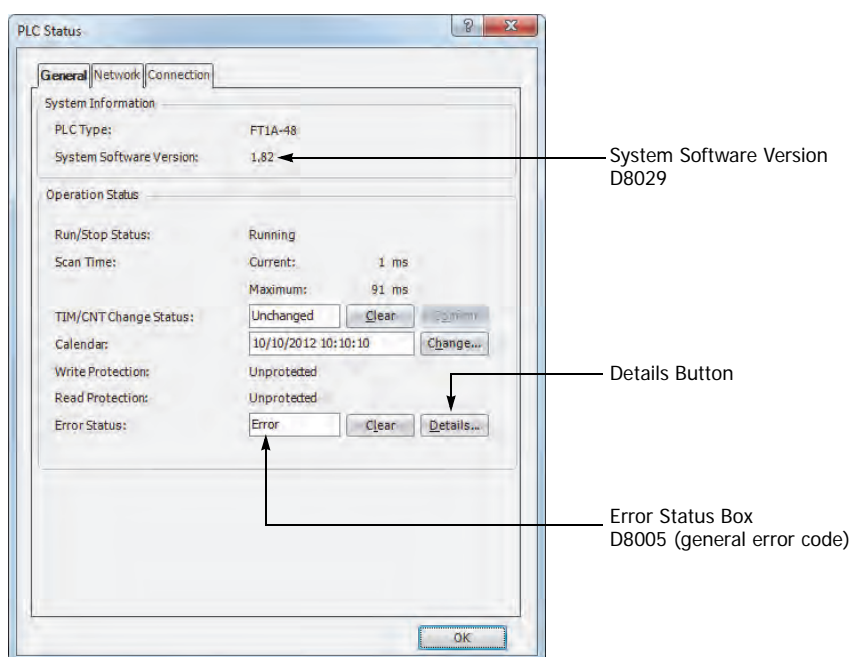 PLC Status
General Network Connection
System Information
PLC Type: FT1A-48
System Software Version: 1.82
System Software Version
D8029
Operation Status
Run/Stop Status: Running
Scan Time: Current: 1 ms
Maximum: 91 ms
TIM/CNT Change Status: Unchanged Clear
Calendar: 10/10/2012 10:10:10 Change...
Write Protection: Unprotected
Details Button
Read Protection: Unprotected
Error Status: Error Clear Details...
Error Status Box
D8005 (general error code)
OK